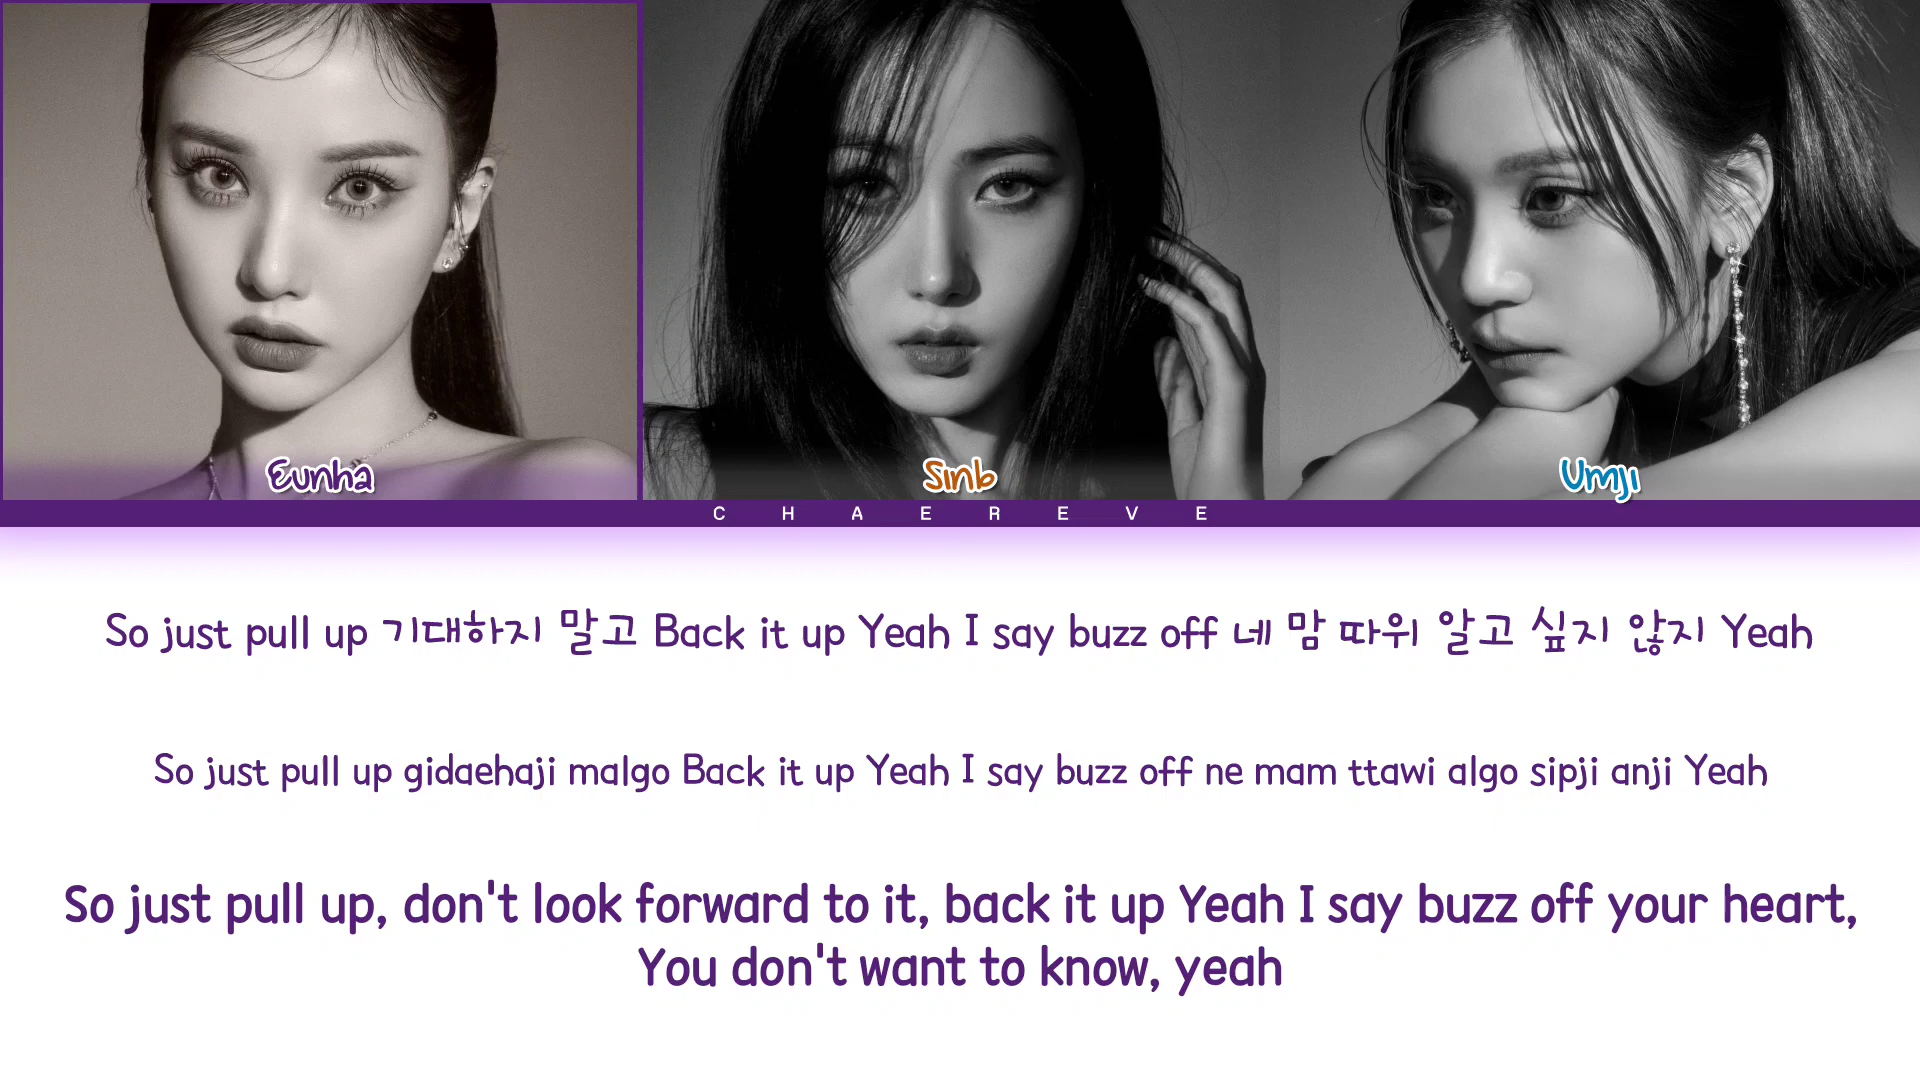 Eunha
Sinb
Umji
C H A E R E V E
So just pull up 기대하지 말고 Back it up Yeah I say buzz off 네 맘 따위 알고 싶지 않지 Yeah
So just pull up gidaehaji malgo Back it up Yeah I say buzz off ne mam ttawi algo sipji anji Yeah
So just pull up, don't look forward to it, back it up Yeah I say buzz off your heart,
You don't want to know, yeah